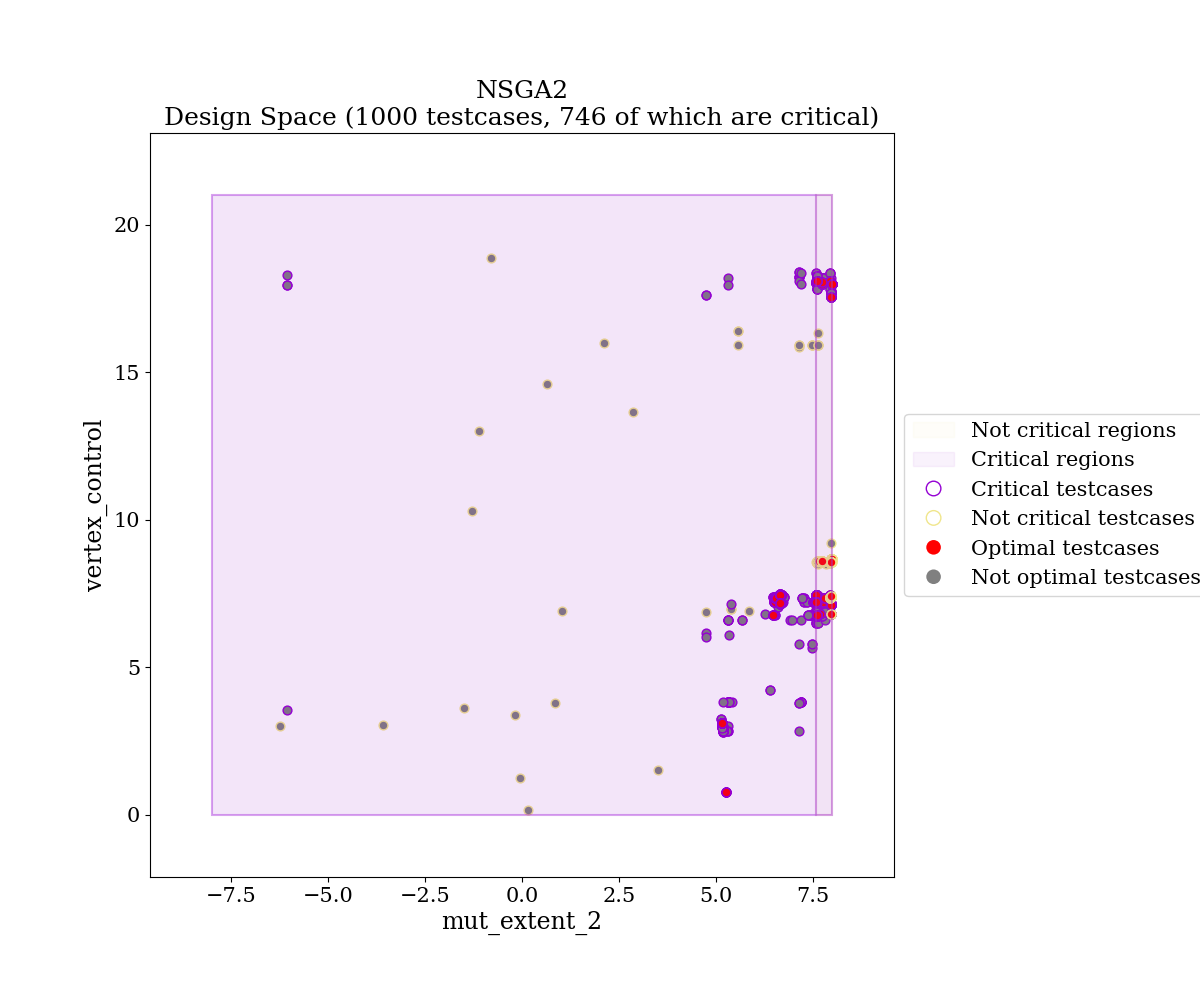 NSGA2
Design Space (1000 testcases, 746 of which are critical)
20
15
10
5
0
vertex_control
−7.5
−5.0
−2.5
0.0
2.5
5.0
7.5
mut_extent_2
Not critical regions
Critical regions
Critical testcases
Not critical testcases
Optimal testcases
Not optimal testcases